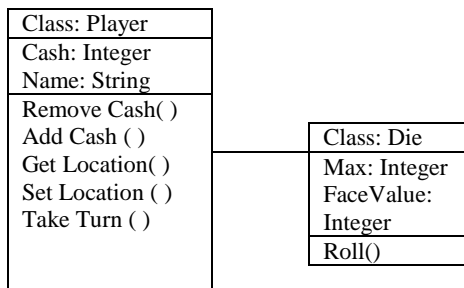 Class: Player
Cash: Integer
Name: String
Remove Cash( )
Add Cash ( )
Get Location( )
Set Location ( )
Take Turn ( )
Class: Die
Max: Integer
FaceValue:
Integer
Roll()